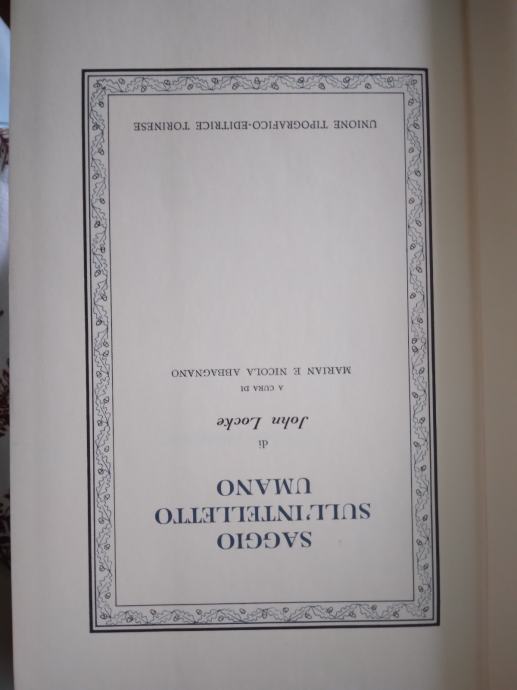 SAGGIO
SULL'INTELLETTO
UMANO
di
John Locke
A CURA DI
MARIAN E NICOLA ABBAGNANO
UNIONE TIPOGRAFICO-EDITRICE TORINESE